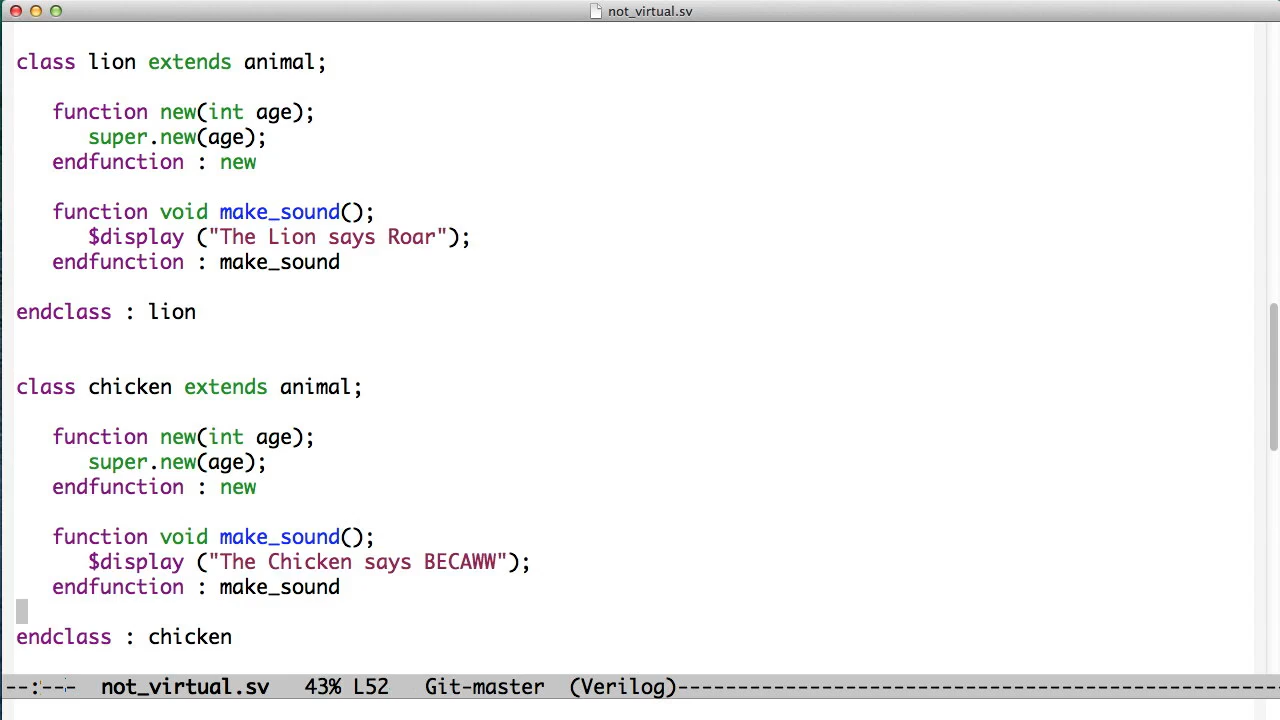 not_virtual.sv
class lion extends animal;
function new(int age);
super.new(age);
endfunction : new
function void make_sound();
$display ("The Lion says Roar");
endfunction : make_sound
endclass : lion
class chicken extends animal;
function new(int age);
super.new(age);
endfunction : new
function void make_sound();
$display ("The Chicken says BECAWW");
endfunction : make_sound
endclass : chicken
--:--- not_virtual.sv 43% L52 Git-master (Verilog)-------------------------------------------------